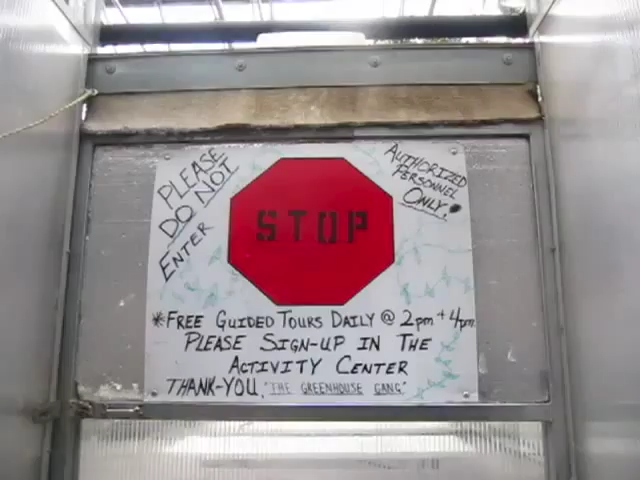 PLEASE
DO NOT
ENTER
AUTHORIZED
PERSONNEL
ONLY!
STOP
*FREE GUIDED TOURS DAILY @ 2pm + 4pm
PLEASE SIGN-UP IN THE
ACTIVITY CENTER
THANK-YOU, "THE GREENHOUSE GANG"